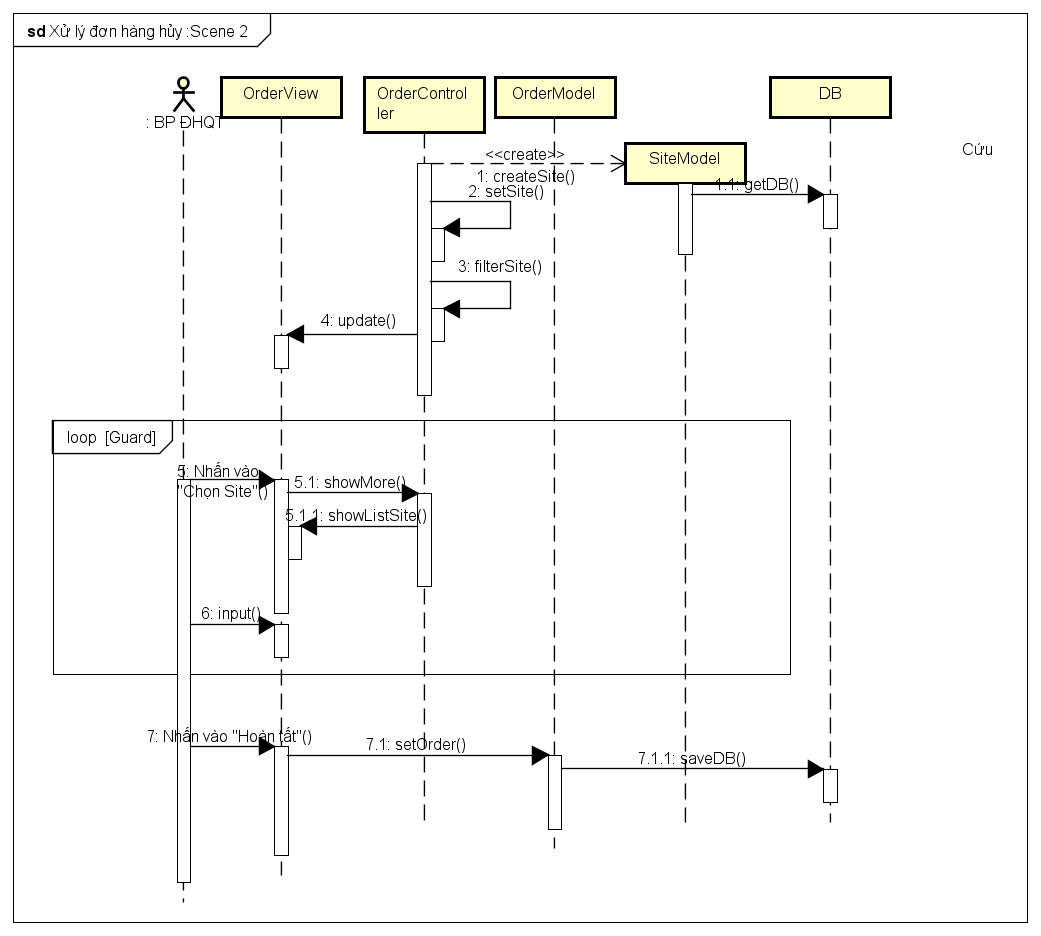 sd Xử lý đơn hàng hủy :Scene 2
: BP ĐHQT
OrderView
OrderControl
ler
OrderModel
DB
SiteModel
Cứu
<<create>>
1: createSite()
1.1: getDB()
2: setSite()
3: filterSite()
4: update()
loop [Guard]
5: Nhấn vào
"Chọn Site"()
5.1: showMore()
5.1.1: showListSite()
6: input()
7: Nhấn vào "Hoàn tất"()
7.1: setOrder()
7.1.1: saveDB()